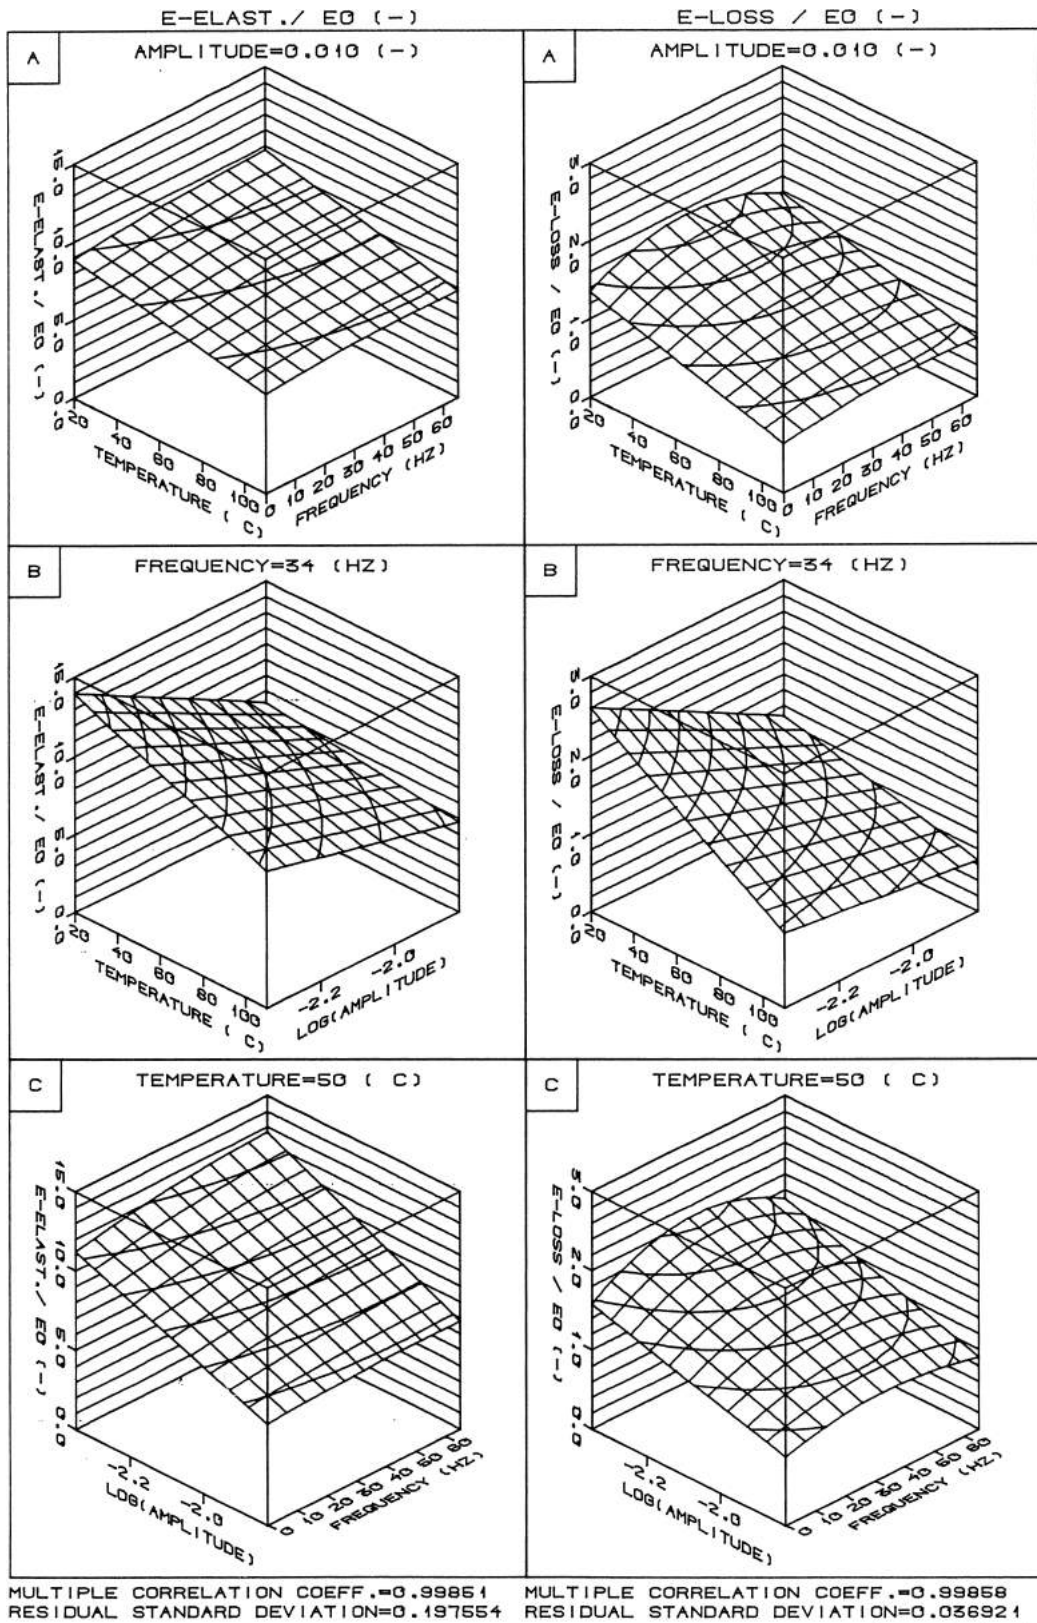 E-ELAST./ E0 (-)
E-LOSS / E0 (-)
A
AMPLITUDE=0.010 (-)
15.0
10.0
5.0
0.0
E-ELAST./ E0 (-)
20 40 60 80 100
TEMPERATURE ( C)
0 10 20 30 40 50 60
FREQUENCY (HZ)
A
AMPLITUDE=0.010 (-)
3.0
2.0
1.0
0.0
E-LOSS / E0 (-)
20 40 60 80 100
TEMPERATURE ( C)
0 10 20 30 40 50 60
FREQUENCY (HZ)
B
FREQUENCY=34 (HZ)
15.0
10.0
5.0
0.0
E-ELAST./ E0 (-)
20 40 60 80 100
TEMPERATURE ( C)
-2.2 -2.0
LOG(AMPLITUDE)
B
FREQUENCY=34 (HZ)
3.0
2.0
1.0
0.0
E-LOSS / E0 (-)
20 40 60 80 100
TEMPERATURE ( C)
-2.2 -2.0
LOG(AMPLITUDE)
C
TEMPERATURE=50 ( C)
15.0
10.0
5.0
0.0
E-ELAST./ E0 (-)
-2.2 -2.0
LOG(AMPLITUDE)
0 10 20 30 40 50 60
FREQUENCY (HZ)
C
TEMPERATURE=50 ( C)
3.0
2.0
1.0
0.0
E-LOSS / E0 (-)
-2.2 -2.0
LOG(AMPLITUDE)
0 10 20 30 40 50 60
FREQUENCY (HZ)
MULTIPLE CORRELATION COEFF.=0.99851
RESIDUAL STANDARD DEVIATION=0.197554
MULTIPLE CORRELATION COEFF.=0.99858
RESIDUAL STANDARD DEVIATION=0.036921